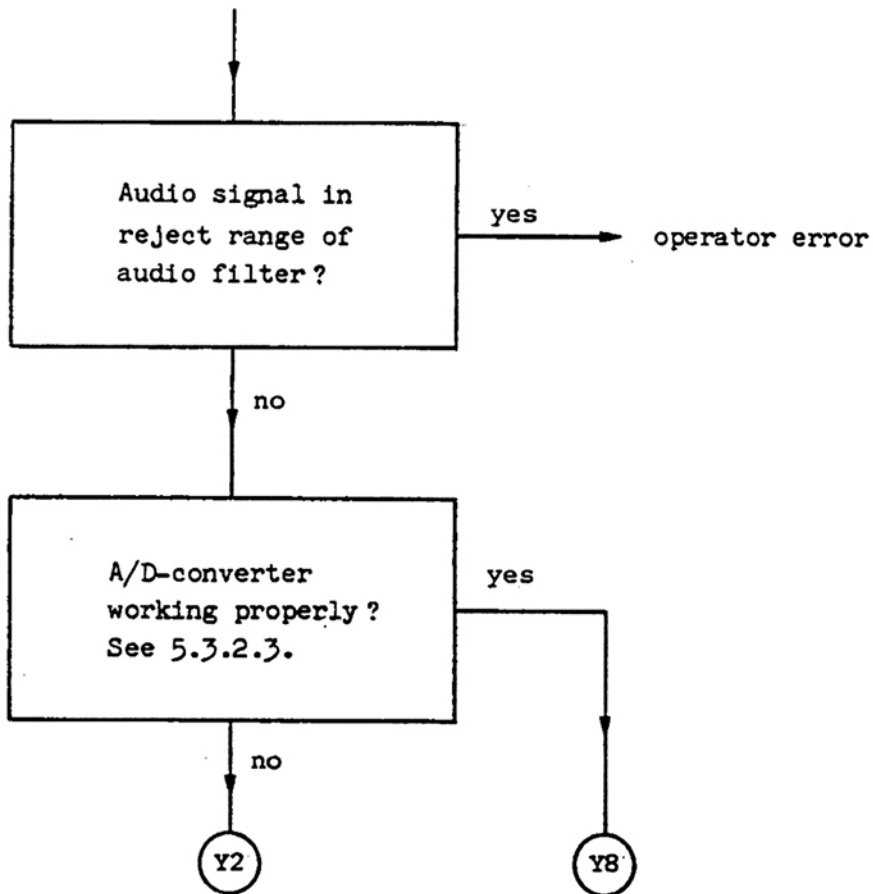 Audio signal in
reject range of
audio filter?
yes
operator error
no
A/D-converter
working properly?
See 5.3.2.3.
yes
no
Y2
Y8